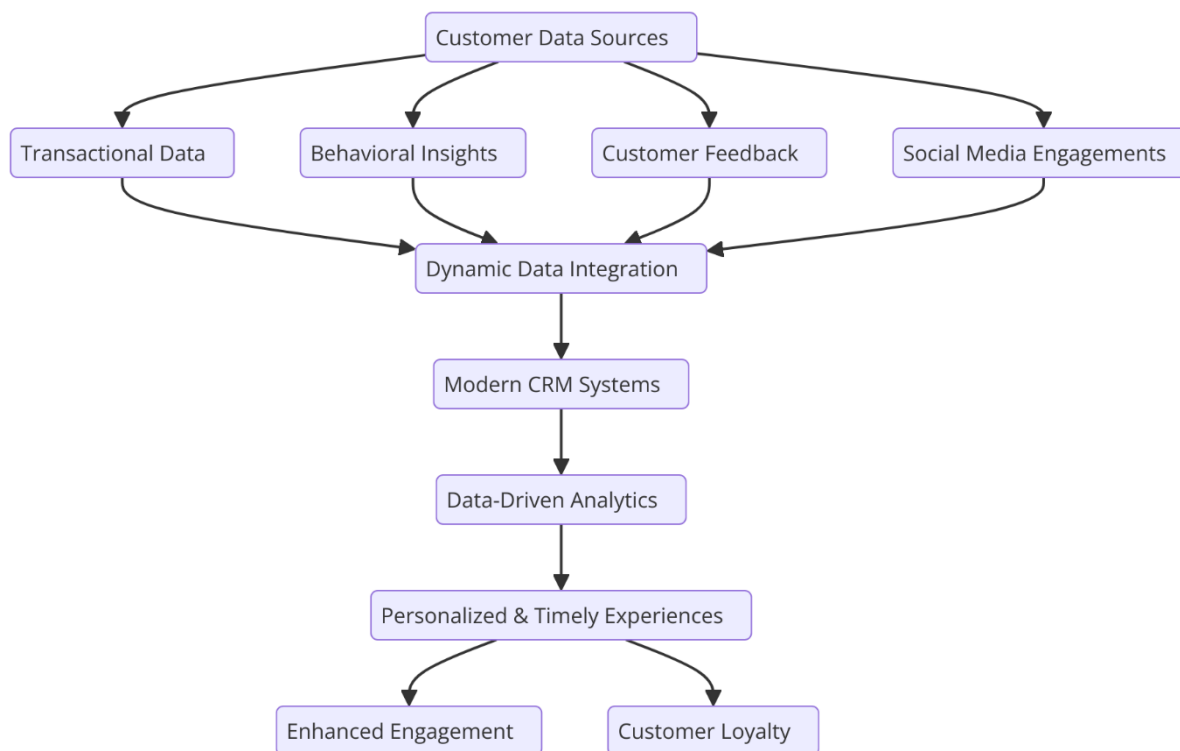 Customer Data Sources
Transactional Data
Behavioral Insights
Customer Feedback
Social Media Engagements
Dynamic Data Integration
Modern CRM Systems
Data-Driven Analytics
Personalized & Timely Experiences
Enhanced Engagement
Customer Loyalty